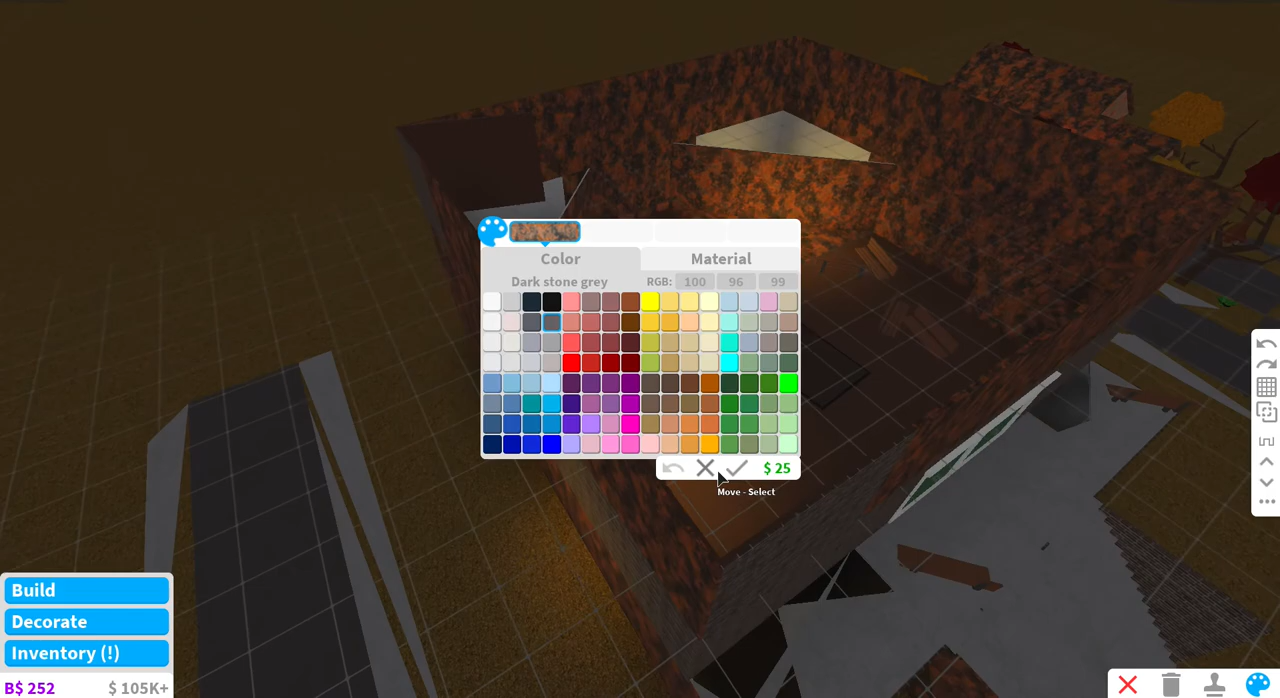 Color
Material
Dark stone grey
RGB: 100 96 99
$ 25
Move - Select
Build
Decorate
Inventory (!)
B$ 252 $ 105K+